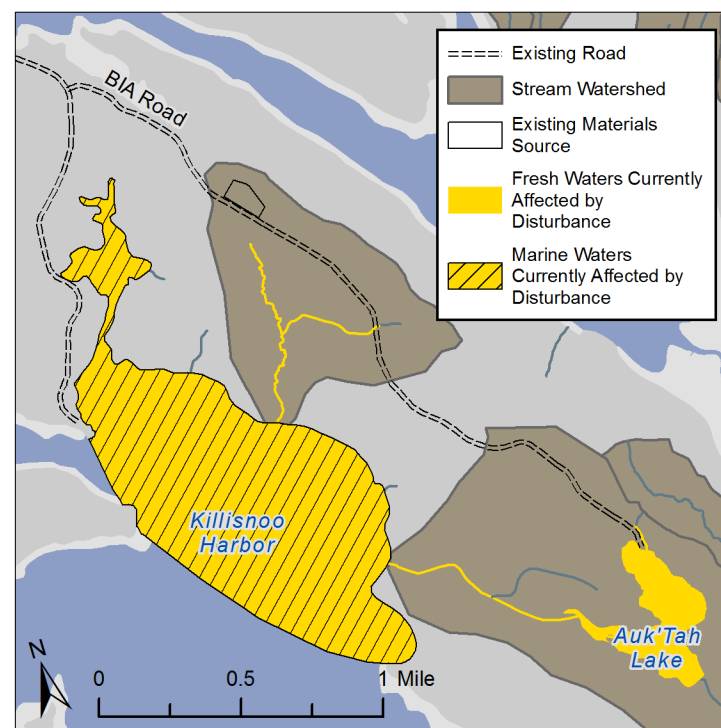 BIA Road
Existing Road
Stream Watershed
Existing Materials
Source
Fresh Waters Currently
Affected by
Disturbance
Marine Waters
Currently Affected by
Disturbance
Killisnoo
Harbor
Auk'Tah
Lake
N
0 0.5 1 Mile